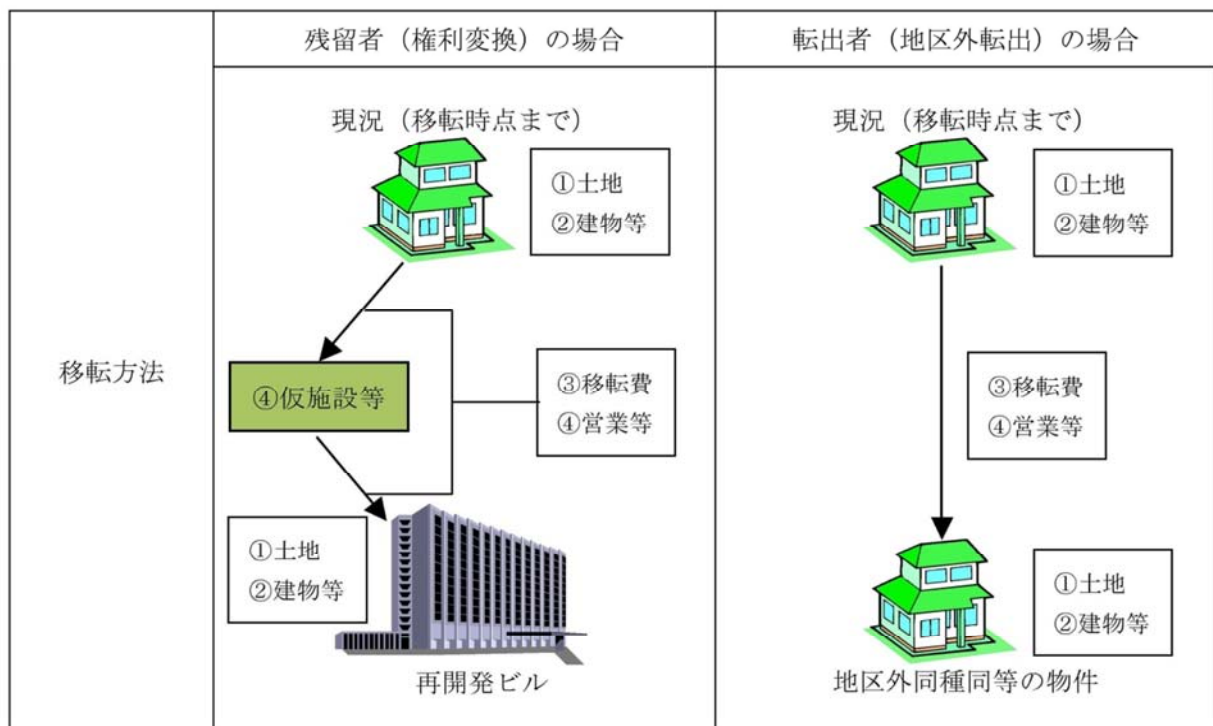 残留者（権利変換）の場合
転出者（地区外転出）の場合
移転方法
現況（移転時点まで）
①土地
②建物等
④仮施設等
③移転費
④営業等
①土地
②建物等
再開発ビル
現況（移転時点まで）
①土地
②建物等
③移転費
④営業等
①土地
②建物等
地区外同種同等の物件